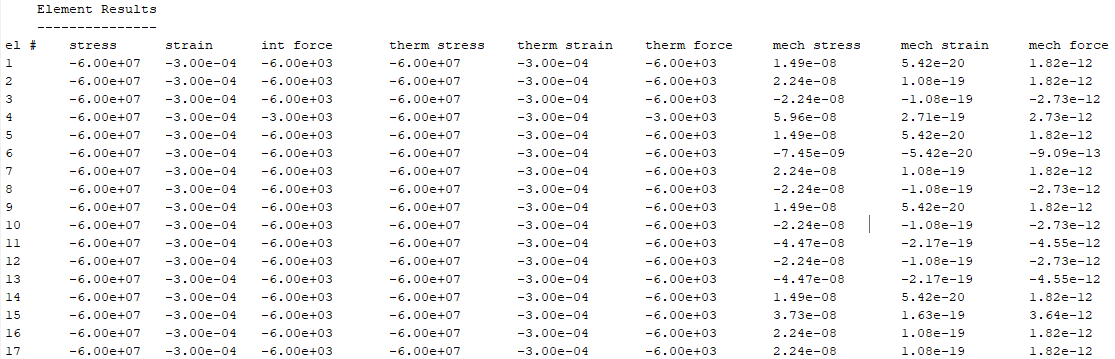 Element Results
---------------
el # stress strain int force therm stress therm strain therm force mech stress mech strain mech force
1 -6.00e+07 -3.00e-04 -6.00e+03 -6.00e+07 -3.00e-04 -6.00e+03 1.49e-08 5.42e-20 1.82e-12
2 -6.00e+07 -3.00e-04 -6.00e+03 -6.00e+07 -3.00e-04 -6.00e+03 2.24e-08 1.08e-19 1.82e-12
3 -6.00e+07 -3.00e-04 -6.00e+03 -6.00e+07 -3.00e-04 -6.00e+03 -2.24e-08 -1.08e-19 -2.73e-12
4 -6.00e+07 -3.00e-04 -3.00e+03 -6.00e+07 -3.00e-04 -3.00e+03 5.96e-08 2.71e-19 2.73e-12
5 -6.00e+07 -3.00e-04 -6.00e+03 -6.00e+07 -3.00e-04 -6.00e+03 1.49e-08 5.42e-20 1.82e-12
6 -6.00e+07 -3.00e-04 -6.00e+03 -6.00e+07 -3.00e-04 -6.00e+03 -7.45e-09 -5.42e-20 -9.09e-13
7 -6.00e+07 -3.00e-04 -6.00e+03 -6.00e+07 -3.00e-04 -6.00e+03 2.24e-08 1.08e-19 1.82e-12
8 -6.00e+07 -3.00e-04 -6.00e+03 -6.00e+07 -3.00e-04 -6.00e+03 -2.24e-08 -1.08e-19 -2.73e-12
9 -6.00e+07 -3.00e-04 -6.00e+03 -6.00e+07 -3.00e-04 -6.00e+03 1.49e-08 5.42e-20 1.82e-12
10 -6.00e+07 -3.00e-04 -6.00e+03 -6.00e+07 -3.00e-04 -6.00e+03 -2.24e-08 -1.08e-19 -2.73e-12
11 -6.00e+07 -3.00e-04 -6.00e+03 -6.00e+07 -3.00e-04 -6.00e+03 -4.47e-08 -2.17e-19 -4.55e-12
12 -6.00e+07 -3.00e-04 -6.00e+03 -6.00e+07 -3.00e-04 -6.00e+03 -2.24e-08 -1.08e-19 -2.73e-12
13 -6.00e+07 -3.00e-04 -6.00e+03 -6.00e+07 -3.00e-04 -6.00e+03 -4.47e-08 -2.17e-19 -4.55e-12
14 -6.00e+07 -3.00e-04 -6.00e+03 -6.00e+07 -3.00e-04 -6.00e+03 1.49e-08 5.42e-20 1.82e-12
15 -6.00e+07 -3.00e-04 -6.00e+03 -6.00e+07 -3.00e-04 -6.00e+03 3.73e-08 1.63e-19 3.64e-12
16 -6.00e+07 -3.00e-04 -6.00e+03 -6.00e+07 -3.00e-04 -6.00e+03 2.24e-08 1.08e-19 1.82e-12
17 -6.00e+07 -3.00e-04 -6.00e+03 -6.00e+07 -3.00e-04 -6.00e+03 2.24e-08 1.08e-19 1.82e-12